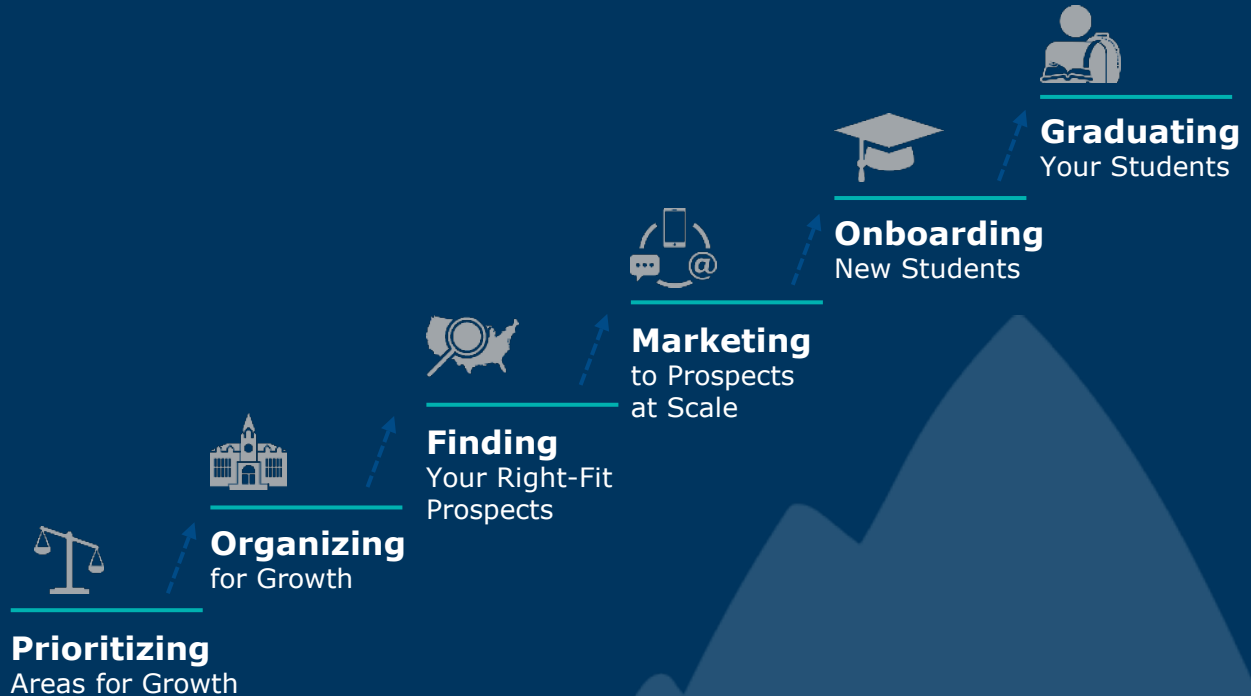 Graduating
Your Students
Onboarding
New Students
Marketing
to Prospects
at Scale
Finding
Your Right-Fit
Prospects
Organizing
for Growth
Prioritizing
Areas for Growth
@